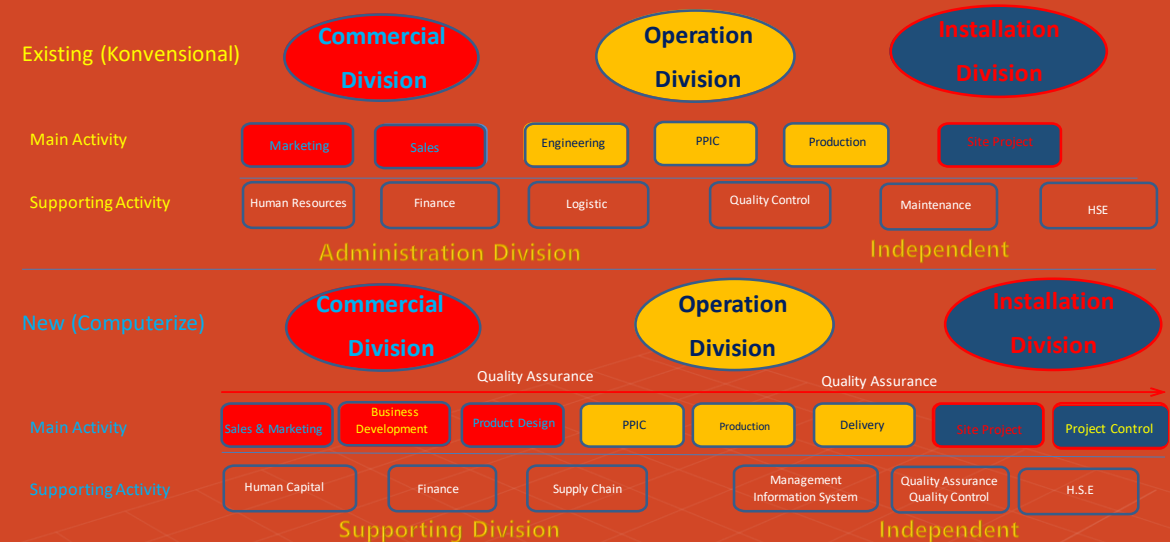 Existing (Konvensional)
Commercial
Division
Operation
Division
Installation
Division
Main Activity
Marketing
Sales
Engineering
PPIC
Production
Site Project
Supporting Activity
Human Resources
Finance
Logistic
Quality Control
Maintenance
HSE
Administration Division
Independent
New (Computerize)
Commercial
Division
Operation
Division
Installation
Division
Quality Assurance
Quality Assurance
Main Activity
Sales & Marketing
Business
Development
Product Design
PPIC
Production
Delivery
Site Project
Project Control
Supporting Activity
Human Capital
Finance
Supply Chain
Management
Information System
Quality Assurance
Quality Control
H.S.E
Supporting Division
Independent